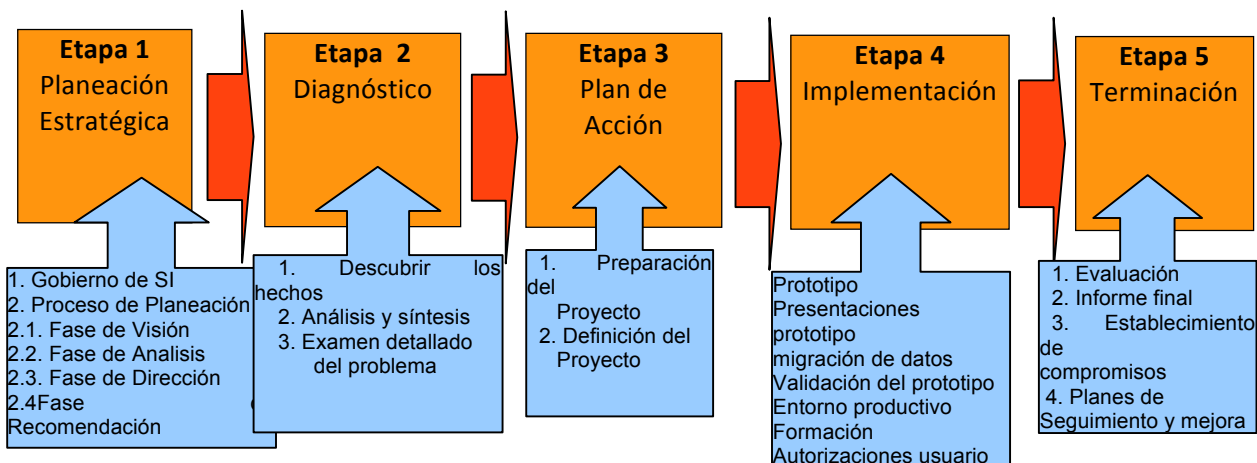 Etapa 1
Planeación
Estratégica
Etapa 2
Diagnóstico
Etapa 3
Plan de
Acción
Etapa 4
Implementación
Etapa 5
Terminación
1. Gobierno de SI
2. Proceso de Planeación
2.1. Fase de Visión
2.2. Fase de Analisis
2.3. Fase de Dirección
2.4Fase
Recomendación
1. Descubrir los
hechos
2. Análisis y síntesis
3. Examen detallado
del problema
1. Preparación
del
Proyecto
2. Definición del
Proyecto
Prototipo
Presentaciones
prototipo
migración de datos
Validación del prototipo
Entorno productivo
Formación
Autorizaciones usuario
1. Evaluación
2. Informe final
3. Establecimiento
de
compromisos
4. Planes de
Seguimiento y mejora